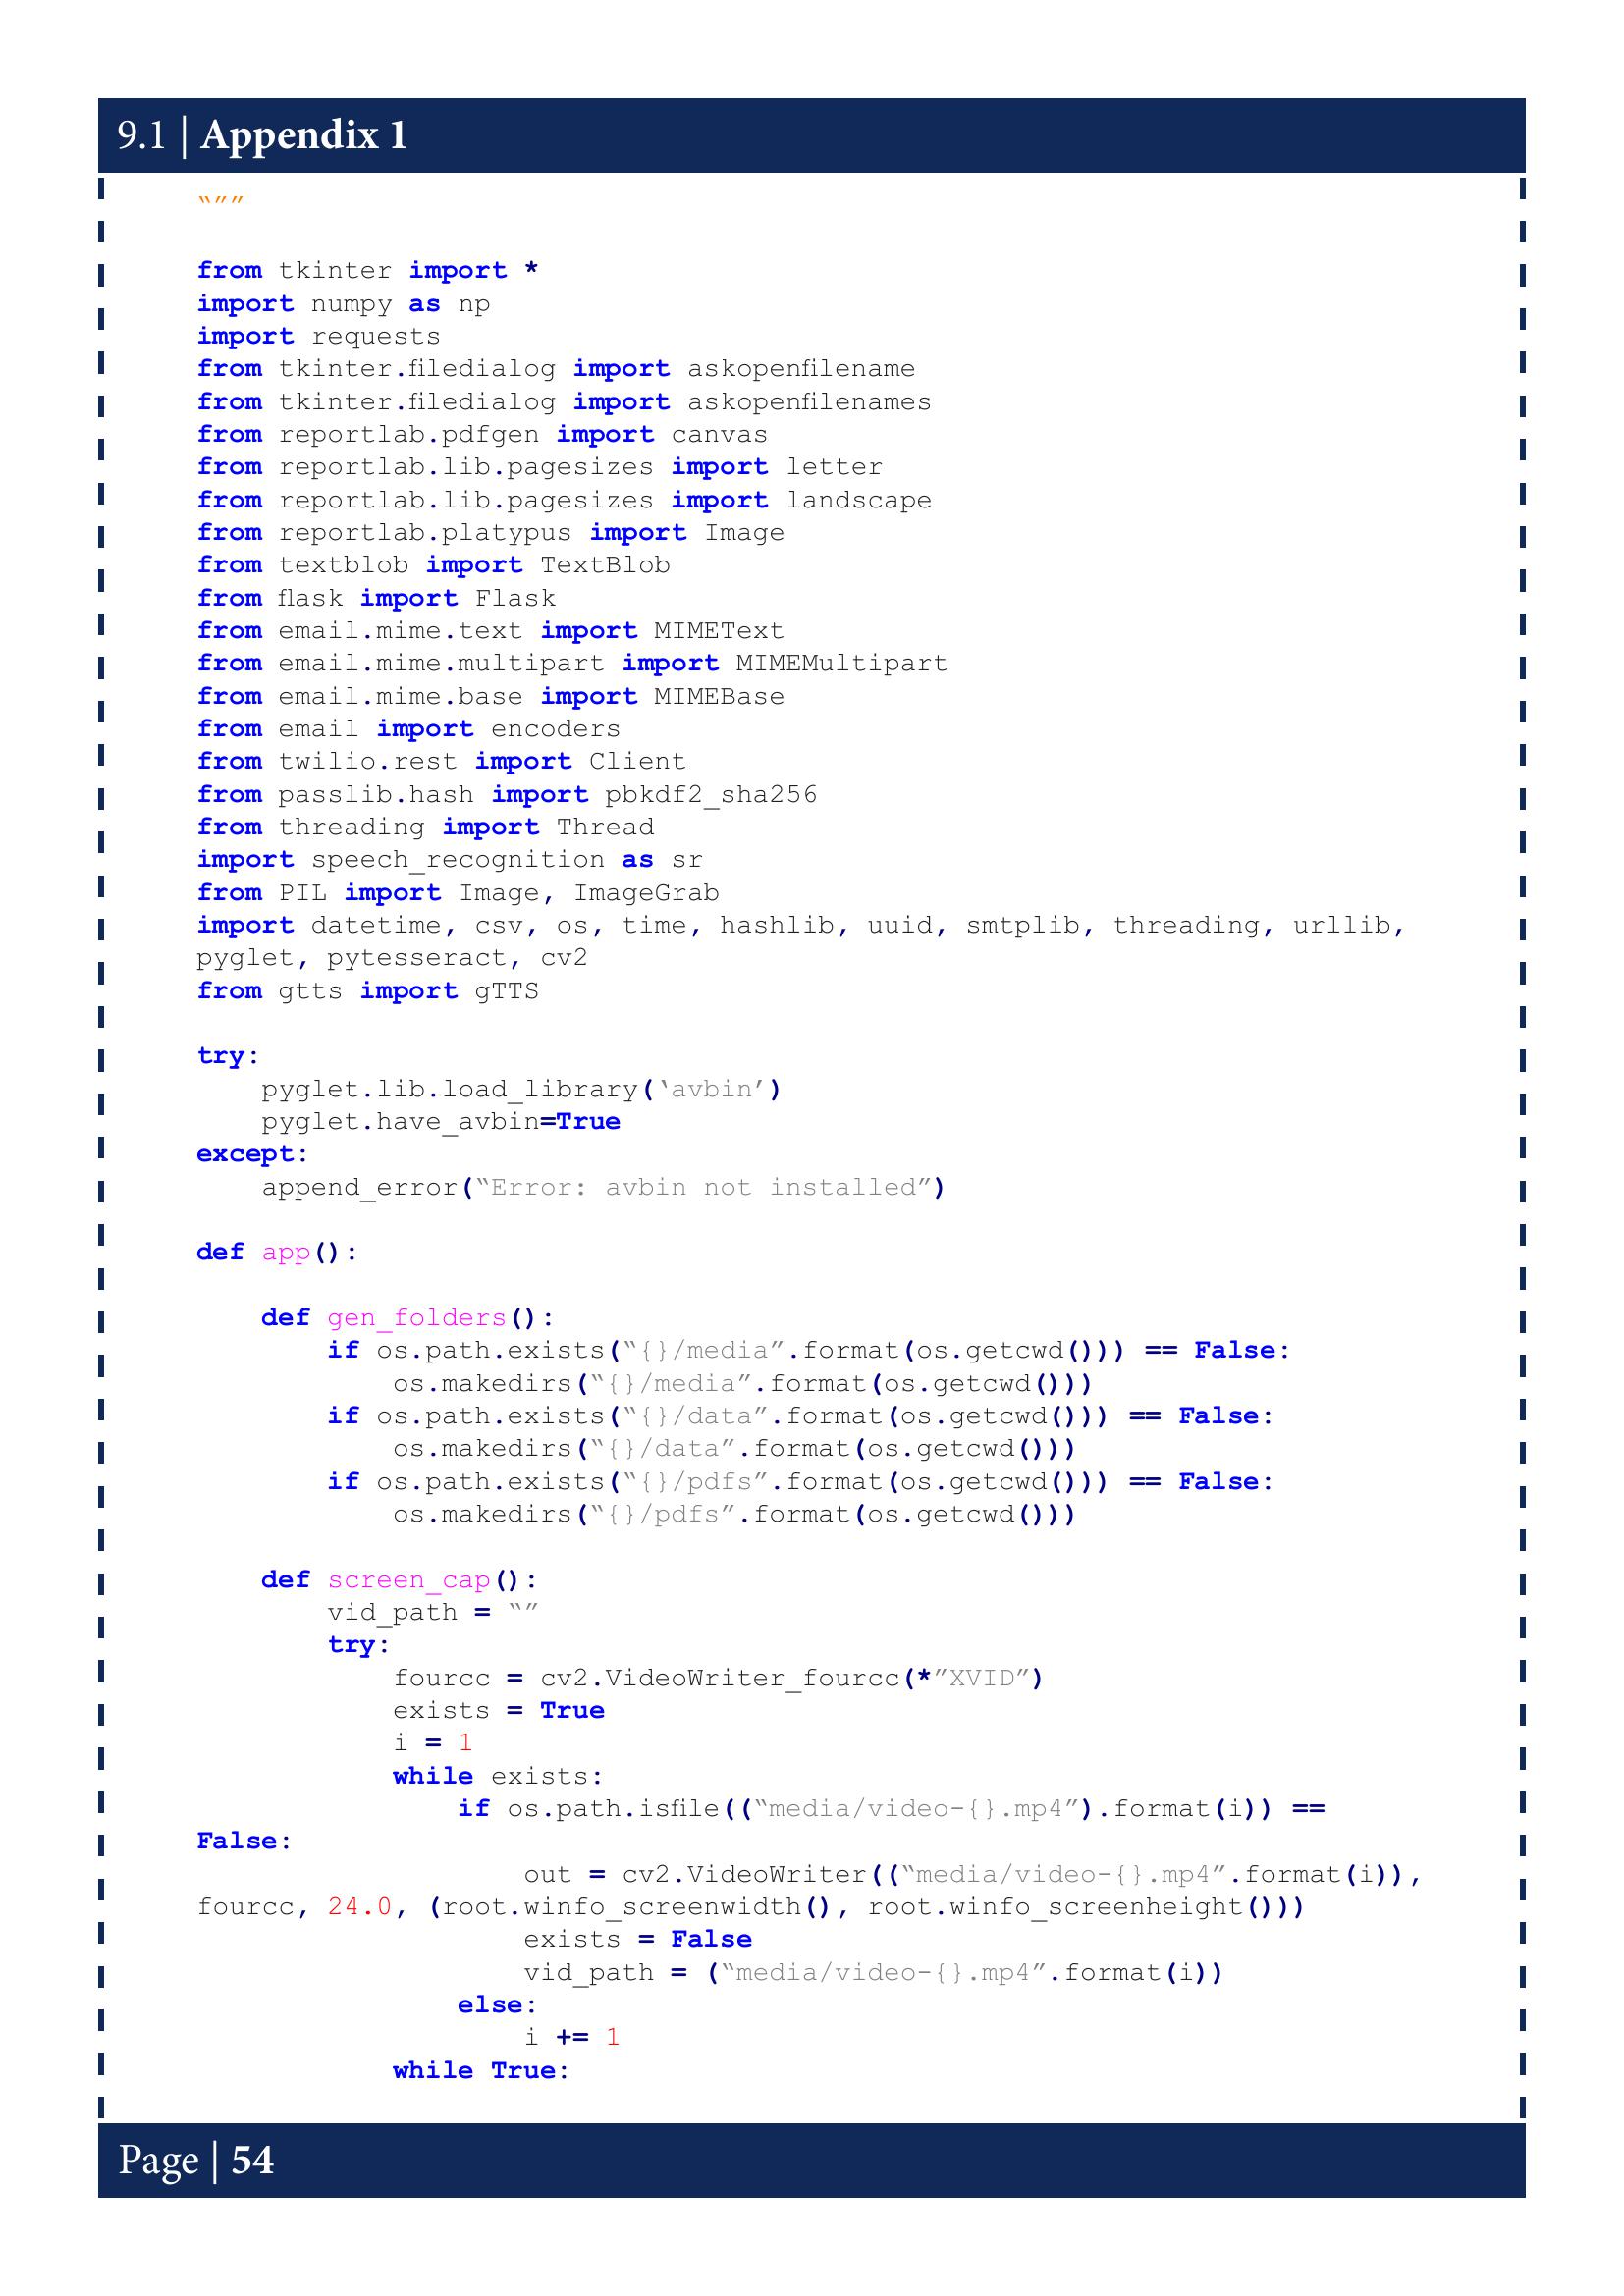 9.1 | Appendix 1
“””
from tkinter import *
import numpy as np
import requests
from tkinter.filedialog import askopenfilename
from tkinter.filedialog import askopenfilenames
from reportlab.pdfgen import canvas
from reportlab.lib.pagesizes import letter
from reportlab.lib.pagesizes import landscape
from reportlab.platypus import Image
from textblob import TextBlob
from flask import Flask
from email.mime.text import MIMEText
from email.mime.multipart import MIMEMultipart
from email.mime.base import MIMEBase
from email import encoders
from twilio.rest import Client
from passlib.hash import pbkdf2_sha256
from threading import Thread
import speech_recognition as sr
from PIL import Image, ImageGrab
import datetime, csv, os, time, hashlib, uuid, smtplib, threading, urllib,
pyglet, pytesseract, cv2
from gtts import gTTS
try:
    pyglet.lib.load_library(‘avbin’)
    pyglet.have_avbin=True
except:
    append_error(“Error: avbin not installed”)
def app():
    def gen_folders():
        if os.path.exists(“{}/media”.format(os.getcwd())) == False:
            os.makedirs(“{}/media”.format(os.getcwd()))
        if os.path.exists(“{}/data”.format(os.getcwd())) == False:
            os.makedirs(“{}/data”.format(os.getcwd()))
        if os.path.exists(“{}/pdfs”.format(os.getcwd())) == False:
            os.makedirs(“{}/pdfs”.format(os.getcwd()))
    def screen_cap():
        vid_path = “”
        try:
            fourcc = cv2.VideoWriter_fourcc(*”XVID”)
            exists = True
            i = 1
            while exists:
                if os.path.isfile((“media/video-{}.mp4”).format(i)) ==
False:
                    out = cv2.VideoWriter((“media/video-{}.mp4”.format(i)),
fourcc, 24.0, (root.winfo_screenwidth(), root.winfo_screenheight()))
                    exists = False
                    vid_path = (“media/video-{}.mp4”.format(i))
                else:
                    i += 1
            while True:
Page | 54